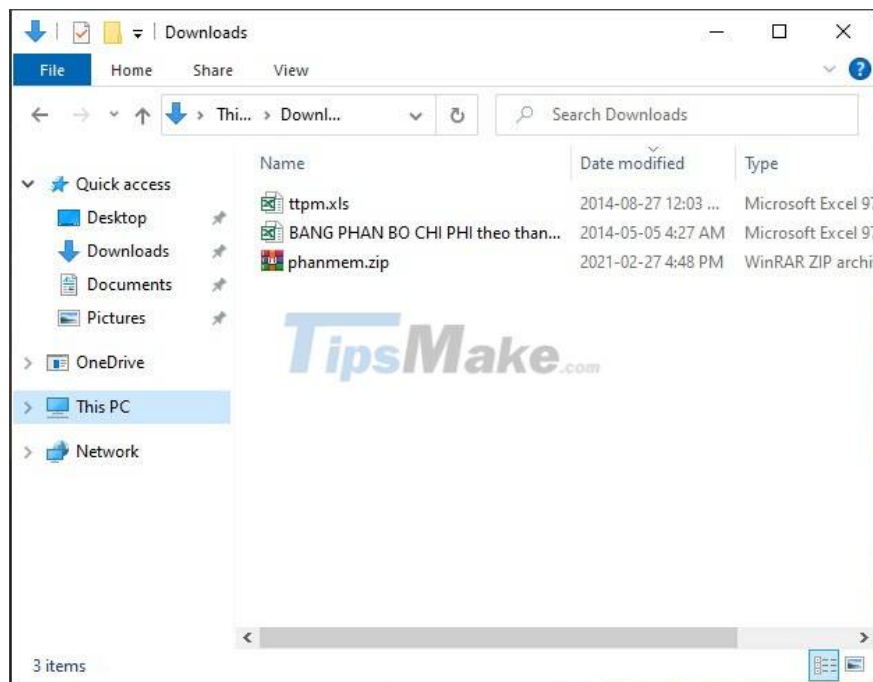 Downloads
File Home Share View
Thi... Downl... Search Downloads
Name Date modified Type
Quick access
Desktop
Downloads
Documents
Pictures
OneDrive
This PC
Network
ttpm.xls 2014-08-27 12:03 ... Microsoft Excel 97
BANG PHAN BO CHI PHI theo than... 2014-05-05 4:27 AM Microsoft Excel 97
phanmem.zip 2021-02-27 4:48 PM WinRAR ZIP archi
TipsMake.com
3 items